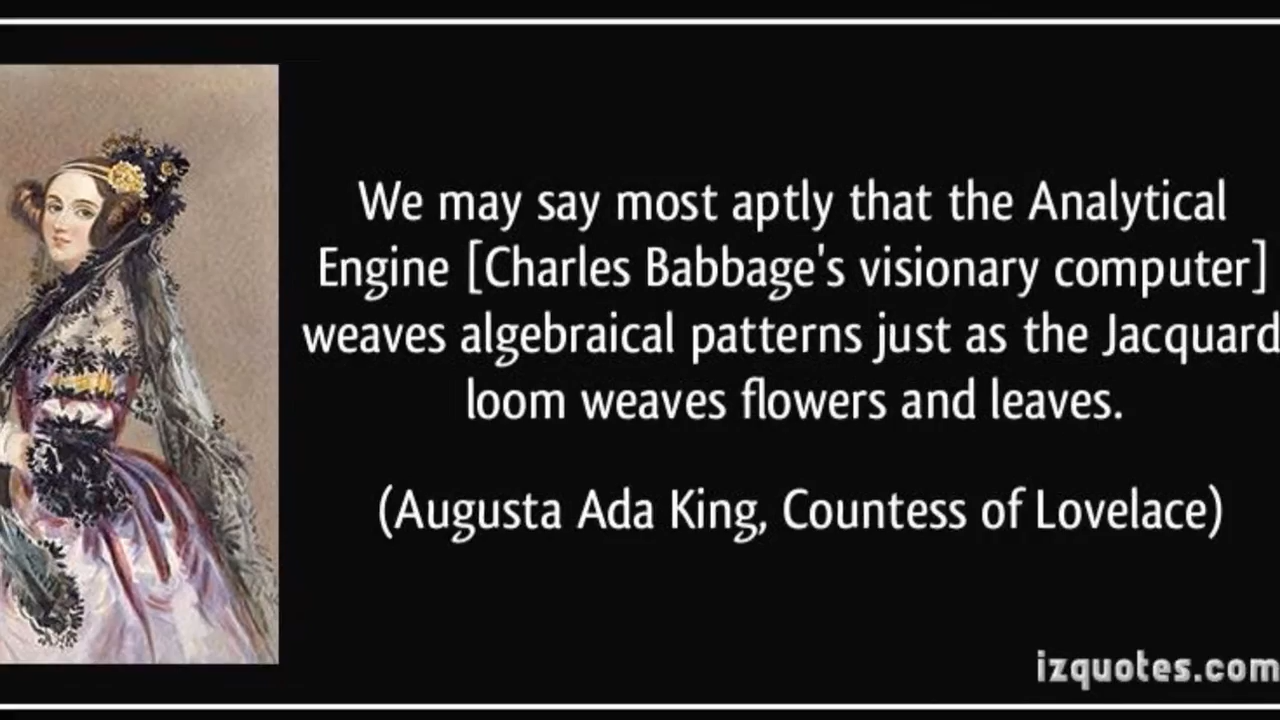 We may say most aptly that the Analytical
Engine [Charles Babbage's visionary computer]
weaves algebraical patterns just as the Jacquard
loom weaves flowers and leaves.
(Augusta Ada King, Countess of Lovelace)
izquotes.com